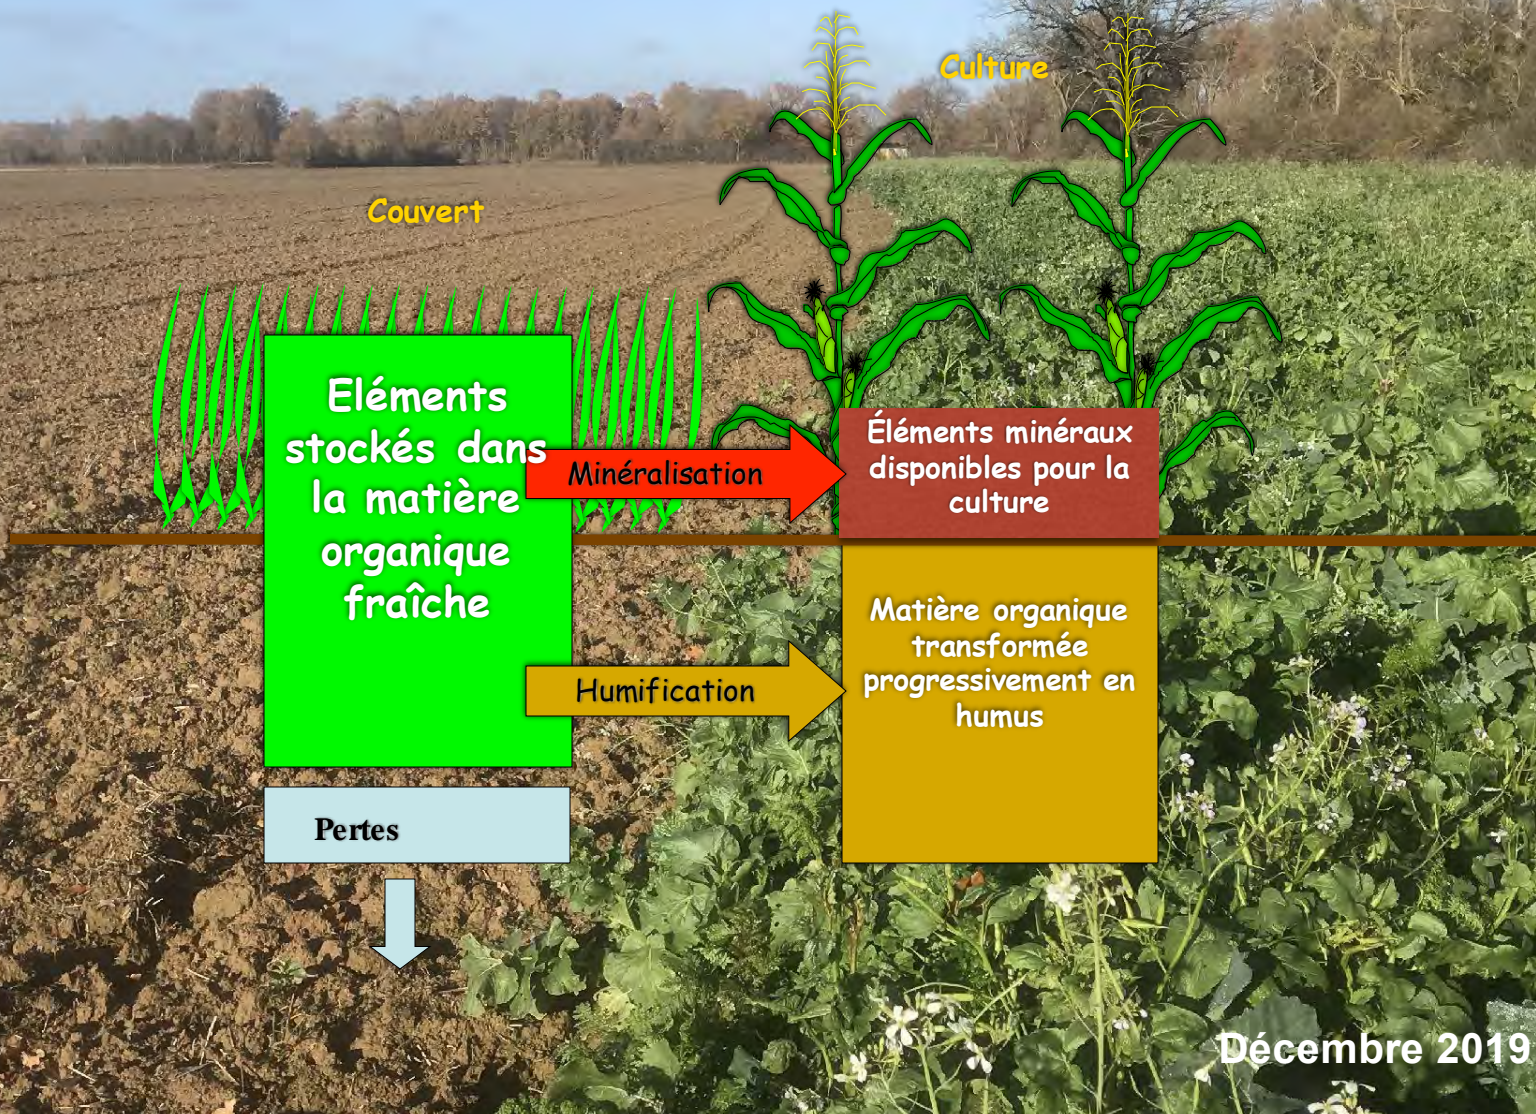 Culture
Couvert
Eléments
stockés dans
la matière
organique
fraîche
Minéralisation
Éléments minéraux
disponibles pour la
culture
Humification
Matière organique
transformée
progressivement en
humus
Pertes
Décembre 2019